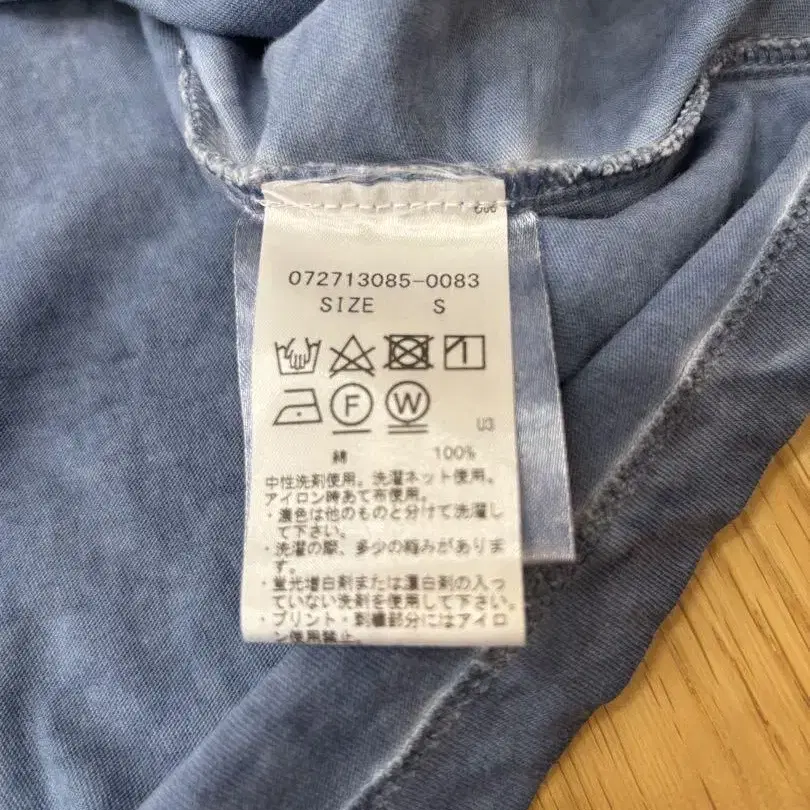 072713085-0083
SIZE S
F W
U3
綿 100%
中性洗剤使用。洗濯ネット使用。
アイロン時あて布使用。
・濃色は他のものと分けて洗濯し
て下さい。
・洗濯の際、多少の縮みがありま
す。
・蛍光増白剤または漂白剤の入っ
ていない洗剤を使用して下さい。
・プリント・刺繍部分にはアイロ
ン使用禁止。